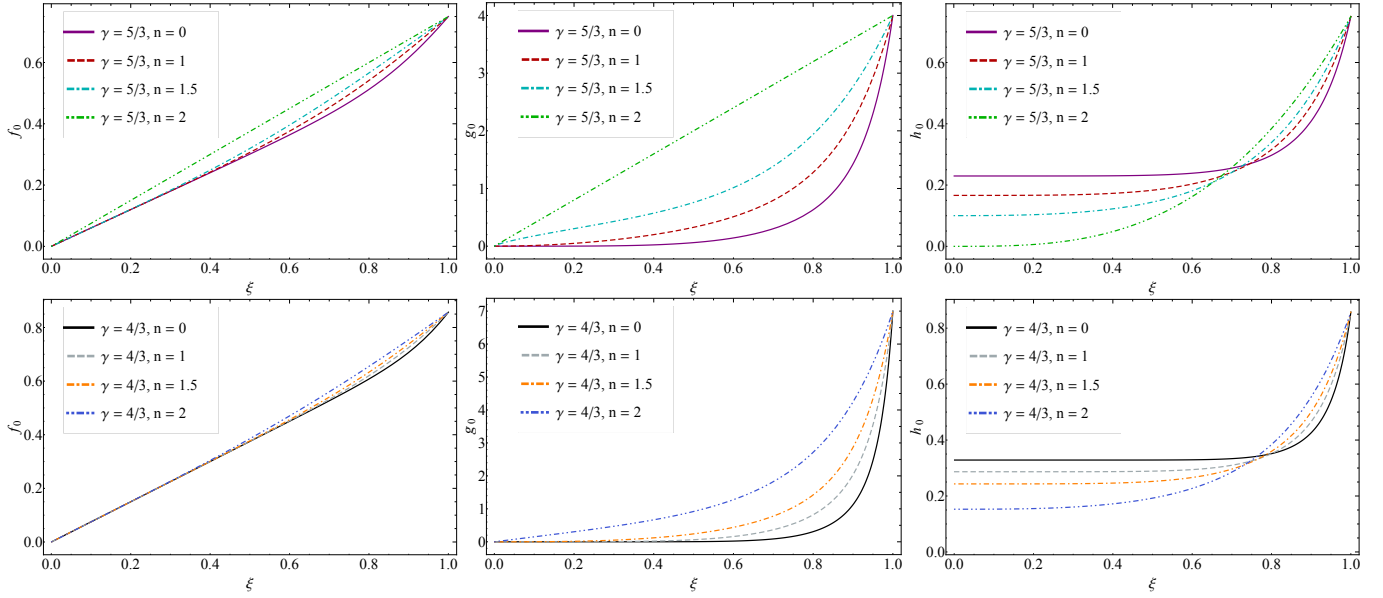 γ = 5/3, n = 0
γ = 5/3, n = 1
γ = 5/3, n = 1.5
γ = 5/3, n = 2
f₀
0.6
0.4
0.2
0.0
0.0 0.2 0.4 0.6 0.8 1.0
ξ
γ = 5/3, n = 0
γ = 5/3, n = 1
γ = 5/3, n = 1.5
γ = 5/3, n = 2
g₀
4
3
2
1
0
0.0 0.2 0.4 0.6 0.8 1.0
ξ
γ = 5/3, n = 0
γ = 5/3, n = 1
γ = 5/3, n = 1.5
γ = 5/3, n = 2
h₀
0.6
0.4
0.2
0.0
0.0 0.2 0.4 0.6 0.8 1.0
ξ
γ = 4/3, n = 0
γ = 4/3, n = 1
γ = 4/3, n = 1.5
γ = 4/3, n = 2
f₀
0.8
0.6
0.4
0.2
0.0
0.0 0.2 0.4 0.6 0.8 1.0
ξ
γ = 4/3, n = 0
γ = 4/3, n = 1
γ = 4/3, n = 1.5
γ = 4/3, n = 2
g₀
7
6
5
4
3
2
1
0
0.0 0.2 0.4 0.6 0.8 1.0
ξ
γ = 4/3, n = 0
γ = 4/3, n = 1
γ = 4/3, n = 1.5
γ = 4/3, n = 2
h₀
0.8
0.6
0.4
0.2
0.0
0.0 0.2 0.4 0.6 0.8 1.0
ξ